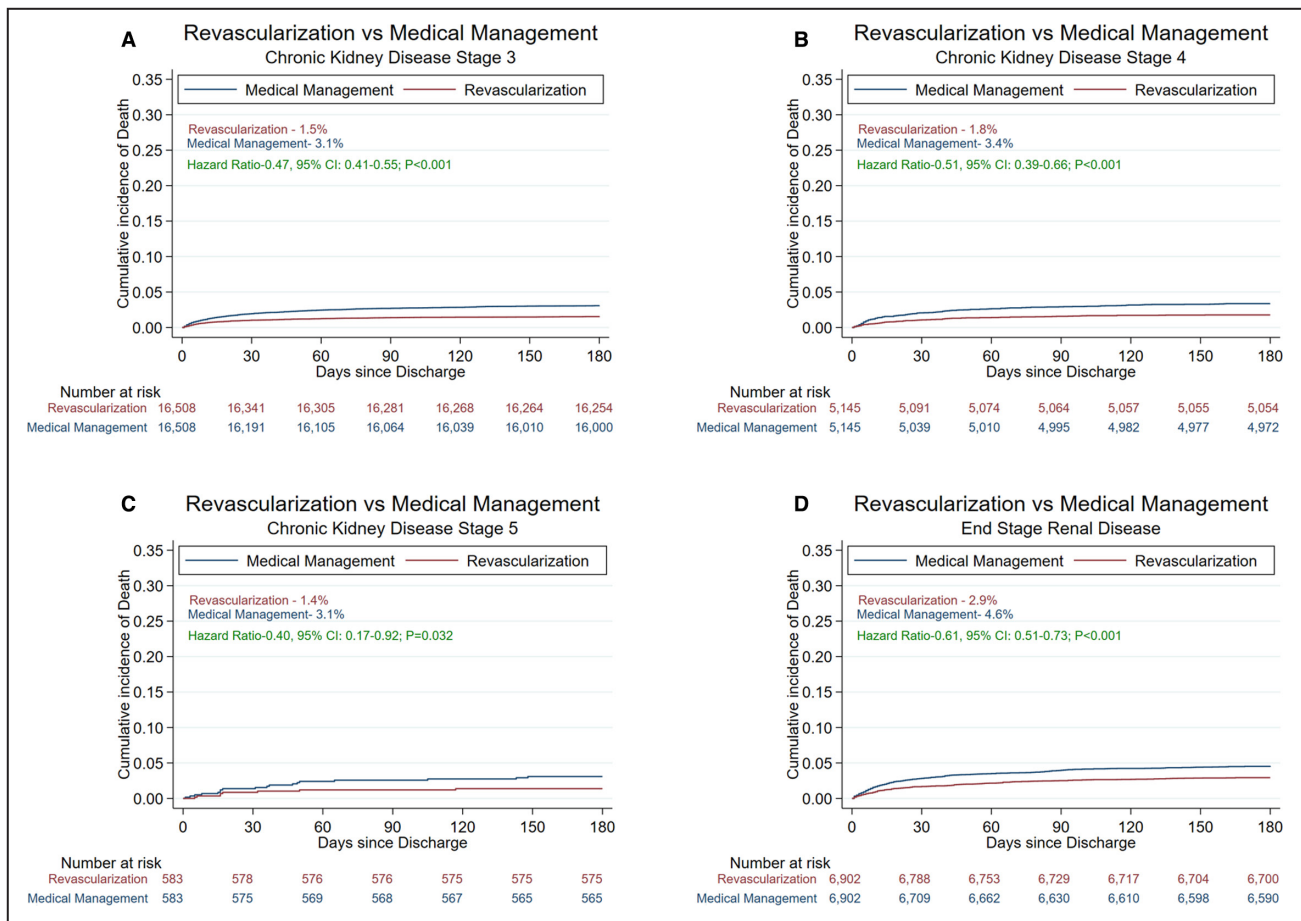 A
Revascularization vs Medical Management
Chronic Kidney Disease Stage 3
Cumulative incidence of Death
0.35
0.30
0.25
0.20
0.15
0.10
0.05
0.00
Medical Management Revascularization
Revascularization - 1.5%
Medical Management- 3.1%
Hazard Ratio-0.47, 95% CI: 0.41-0.55; P<0.001
0 30 60 90 120 150 180
Days since Discharge
Number at risk
Revascularization 16,508 16,341 16,305 16,281 16,268 16,264 16,254
Medical Management 16,508 16,191 16,105 16,064 16,039 16,010 16,000
B
Revascularization vs Medical Management
Chronic Kidney Disease Stage 4
Cumulative incidence of Death
0.35
0.30
0.25
0.20
0.15
0.10
0.05
0.00
Medical Management Revascularization
Revascularization - 1.8%
Medical Management- 3.4%
Hazard Ratio-0.51, 95% CI: 0.39-0.66; P<0.001
0 30 60 90 120 150 180
Days since Discharge
Number at risk
Revascularization 5,145 5,091 5,074 5,064 5,057 5,055 5,054
Medical Management 5,145 5,039 5,010 4,995 4,982 4,977 4,972
C
Revascularization vs Medical Management
Chronic Kidney Disease Stage 5
Cumulative incidence of Death
0.35
0.30
0.25
0.20
0.15
0.10
0.05
0.00
Medical Management Revascularization
Revascularization - 1.4%
Medical Management- 3.1%
Hazard Ratio-0.40, 95% CI: 0.17-0.92; P=0.032
0 30 60 90 120 150 180
Days since Discharge
Number at risk
Revascularization 583 578 576 576 575 575 575
Medical Management 583 575 569 568 567 565 565
D
Revascularization vs Medical Management
End Stage Renal Disease
Cumulative incidence of Death
0.35
0.30
0.25
0.20
0.15
0.10
0.05
0.00
Medical Management Revascularization
Revascularization - 2.9%
Medical Management- 4.6%
Hazard Ratio-0.61, 95% CI: 0.51-0.73; P<0.001
0 30 60 90 120 150 180
Days since Discharge
Number at risk
Revascularization 6,902 6,788 6,753 6,729 6,717 6,704 6,700
Medical Management 6,902 6,709 6,662 6,630 6,610 6,598 6,590